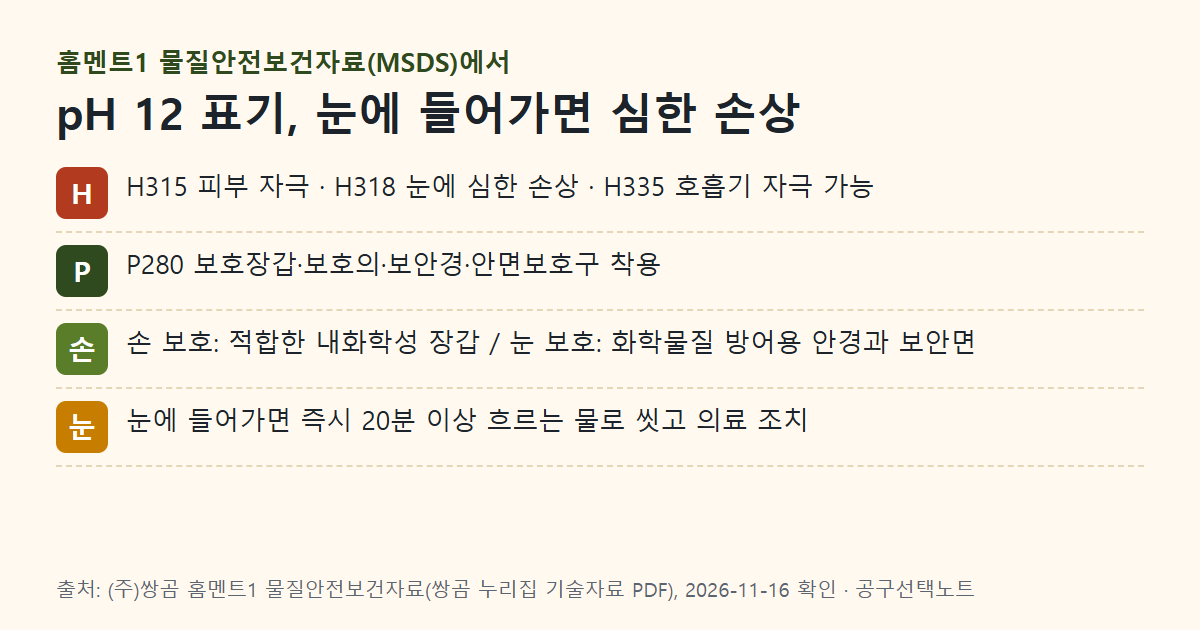 홈멘트1 물질안전보건자료(MSDS)에서
pH 12 표기, 눈에 들어가면 심한 손상
H H315 피부 자극 · H318 눈에 심한 손상 · H335 호흡기 자극 가능
P P280 보호장갑·보호의·보안경·안면보호구 착용
손 손 보호: 적합한 내화학성 장갑 / 눈 보호: 화학물질 방어용 안경과 보안면
눈 눈에 들어가면 즉시 20분 이상 흐르는 물로 씻고 의료 조치
출처: (주)쌍곰 홈멘트1 물질안전보건자료(쌍곰 누리집 기술자료 PDF), 2026-11-16 확인 · 공구선택노트